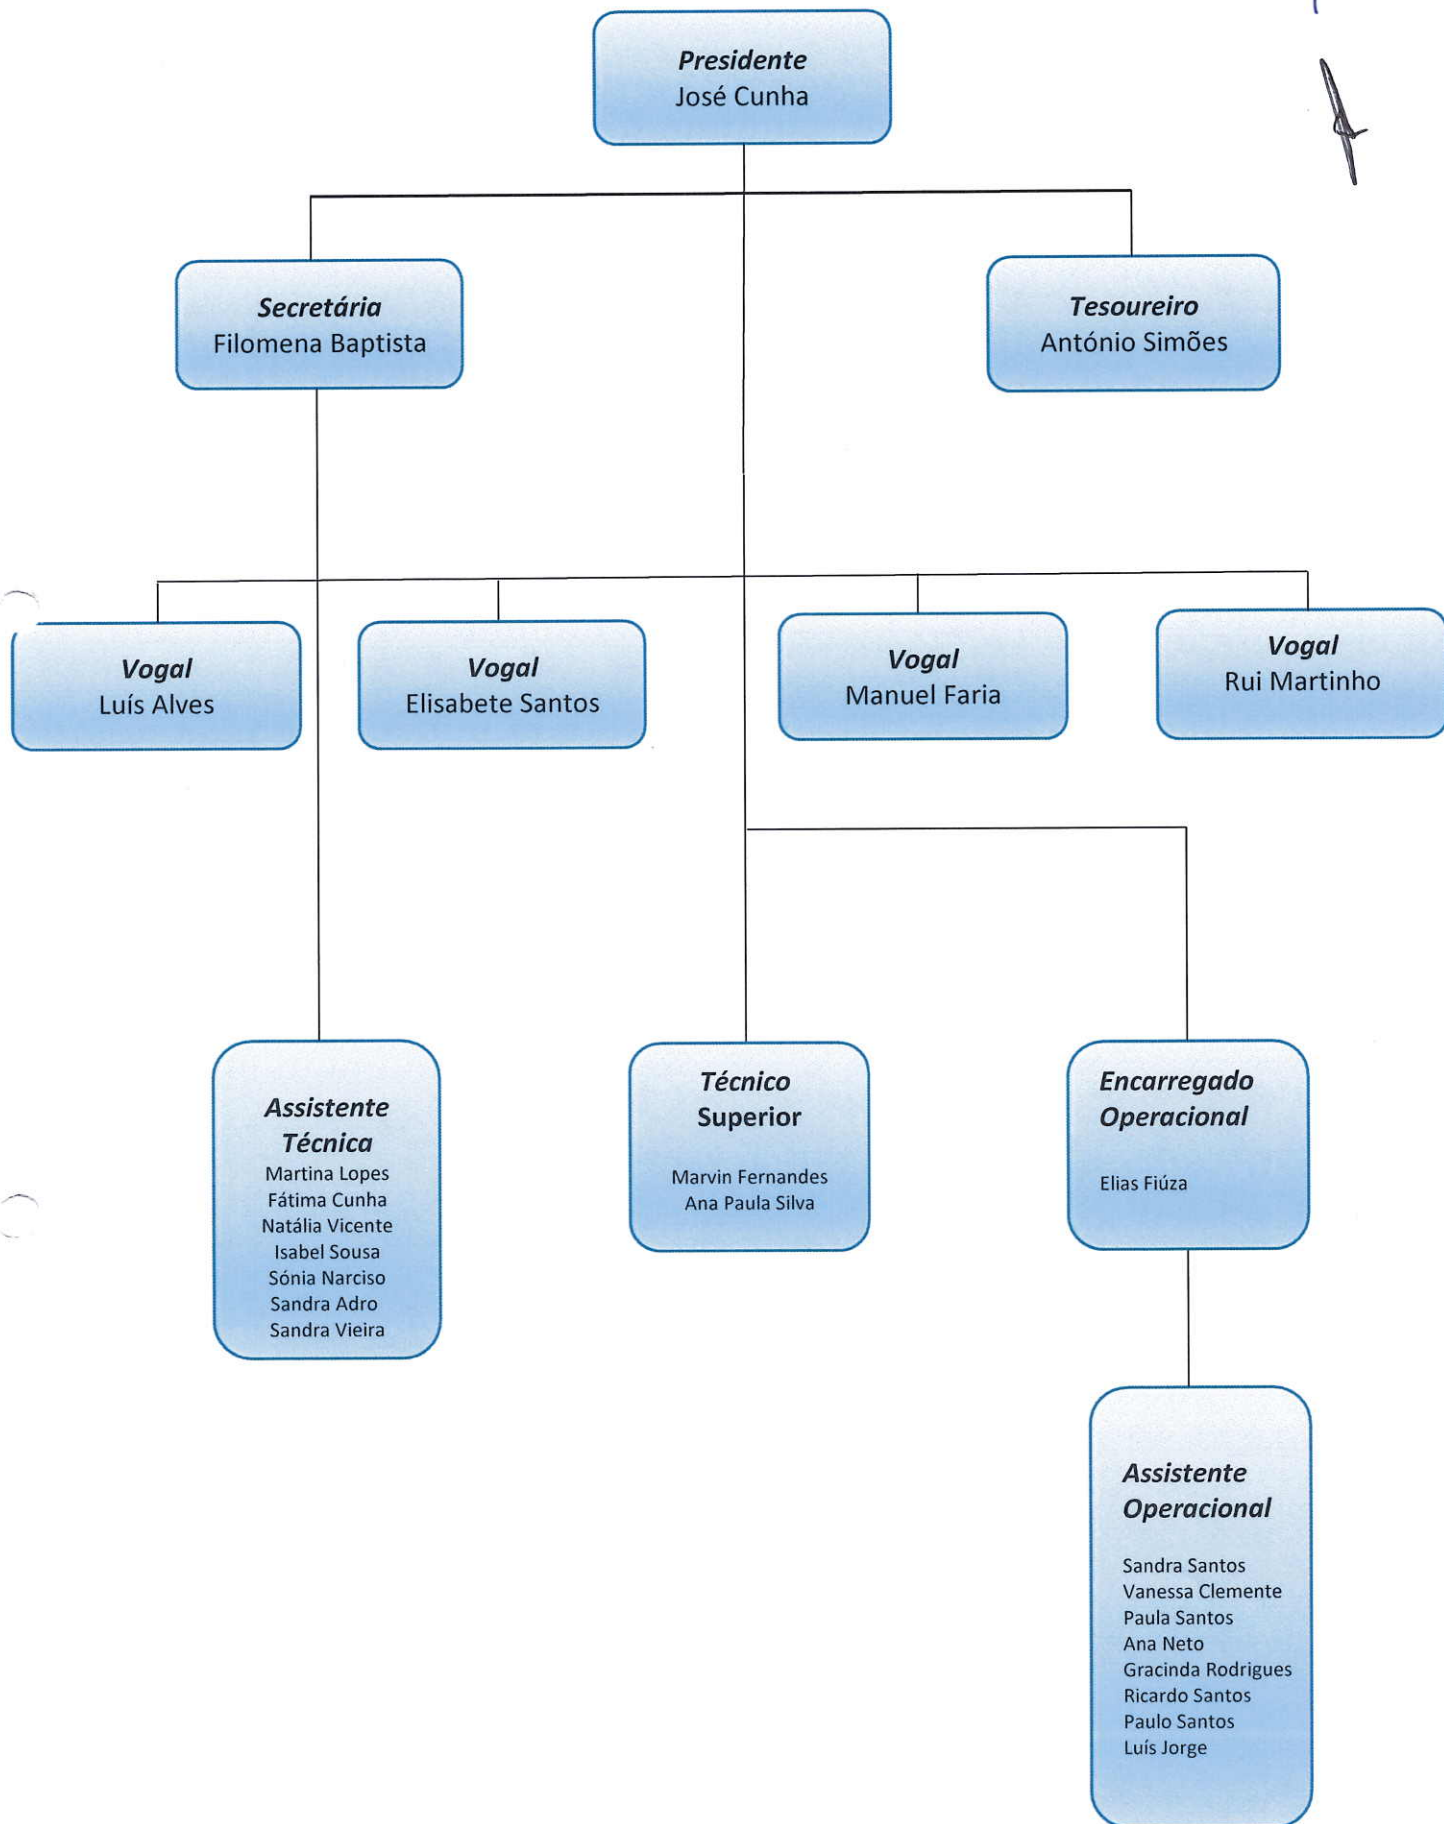 Presidente
José Cunha
Secretária
Filomena Baptista
Tesoureiro
António Simões
Vogal
Luís Alves
Vogal
Elisabete Santos
Vogal
Manuel Faria
Vogal
Rui Martinho
Assistente
Técnica
Martina Lopes
Fátima Cunha
Natália Vicente
Isabel Sousa
Sónia Narciso
Sandra Adro
Sandra Vieira
Técnico
Superior
Marvin Fernandes
Ana Paula Silva
Encarregado
Operacional
Elias Fiúza
Assistente
Operacional
Sandra Santos
Vanessa Clemente
Paula Santos
Ana Neto
Gracinda Rodrigues
Ricardo Santos
Paulo Santos
Luís Jorge